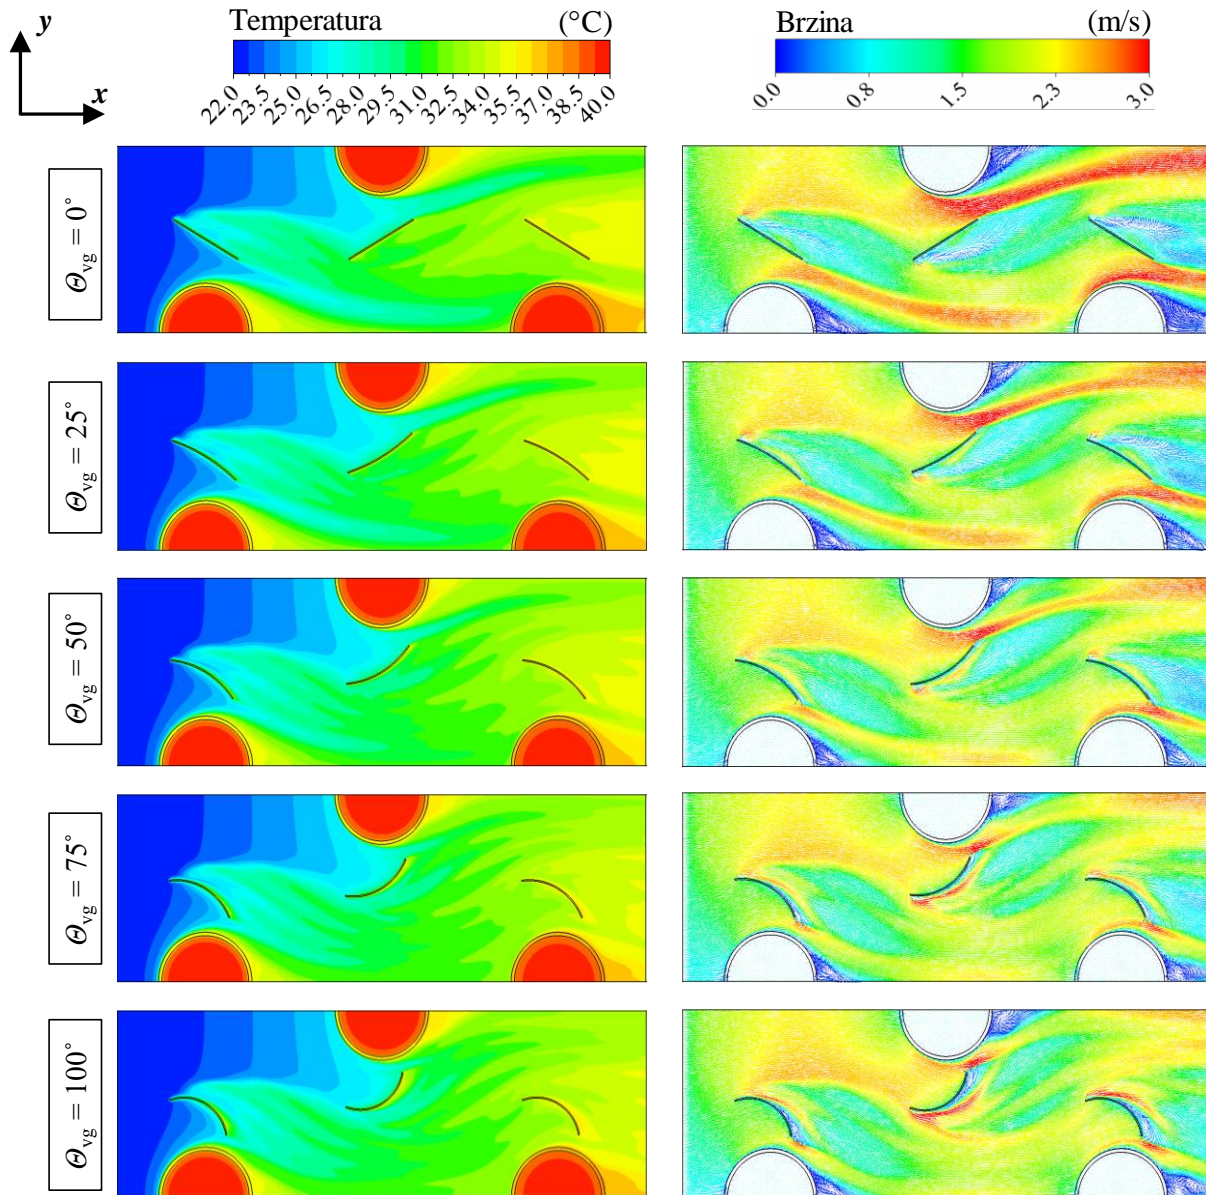 y
x
Temperatura (°C)
22.0 23.5 25.0 26.5 28.0 29.5 31.0 32.5 34.0 35.5 37.0 38.5 40.0
Brzina (m/s)
0.0 0.8 1.5 2.3 3.0
Θvg = 0°
Θvg = 25°
Θvg = 50°
Θvg = 75°
Θvg = 100°